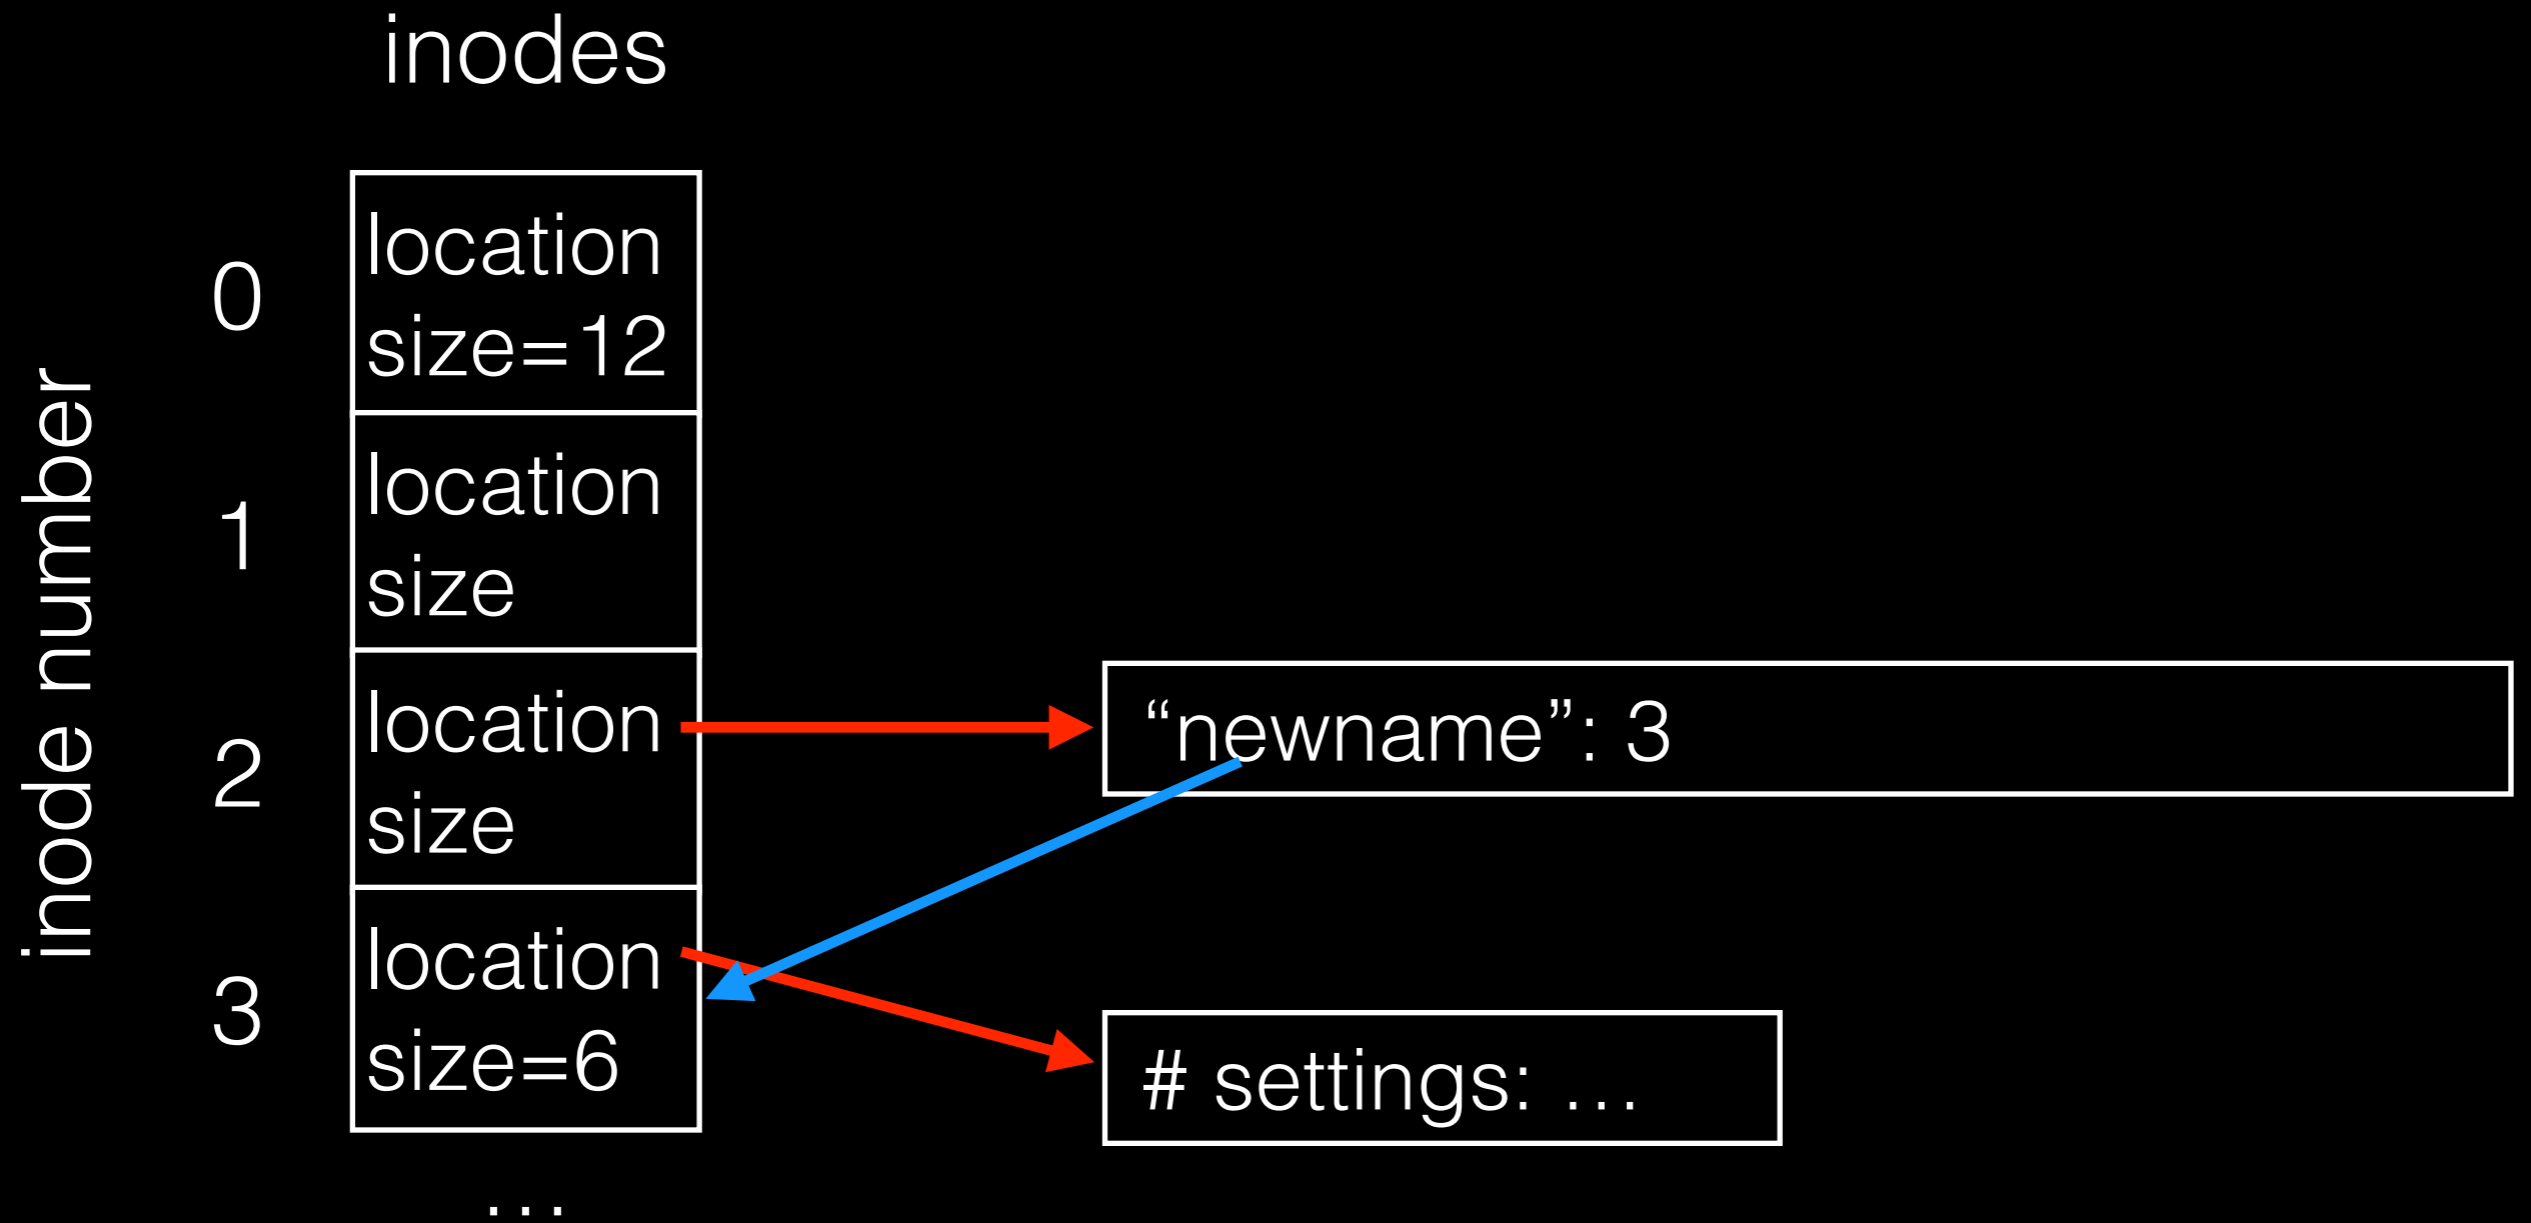 inodes
inode number
0
location
size=12
1
location
size
2
location
size
“newname”: 3
3
location
size=6
# settings: …
…